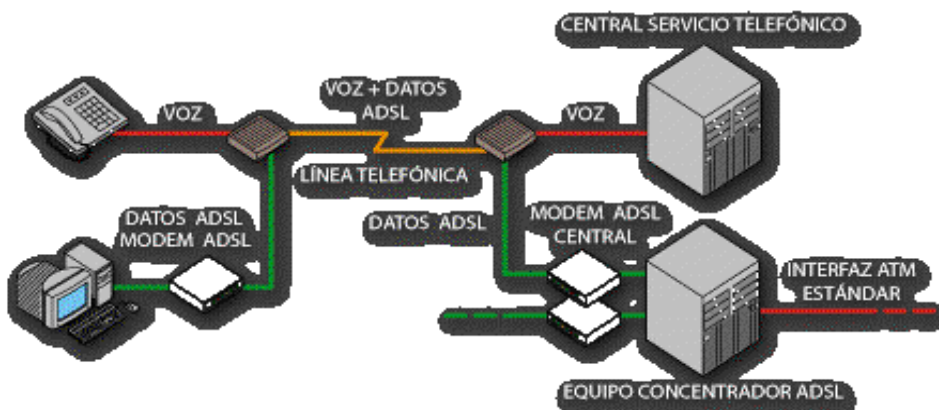 CENTRAL SERVICIO TELEFÓNICO
VOZ
VOZ + DATOS
ADSL
VOZ
LÍNEA TELEFÓNICA
DATOS ADSL
MODEM ADSL
DATOS ADSL
MODEM ADSL
CENTRAL
INTERFAZ ATM
ESTÁNDAR
EQUIPO CONCENTRADOR ADSL